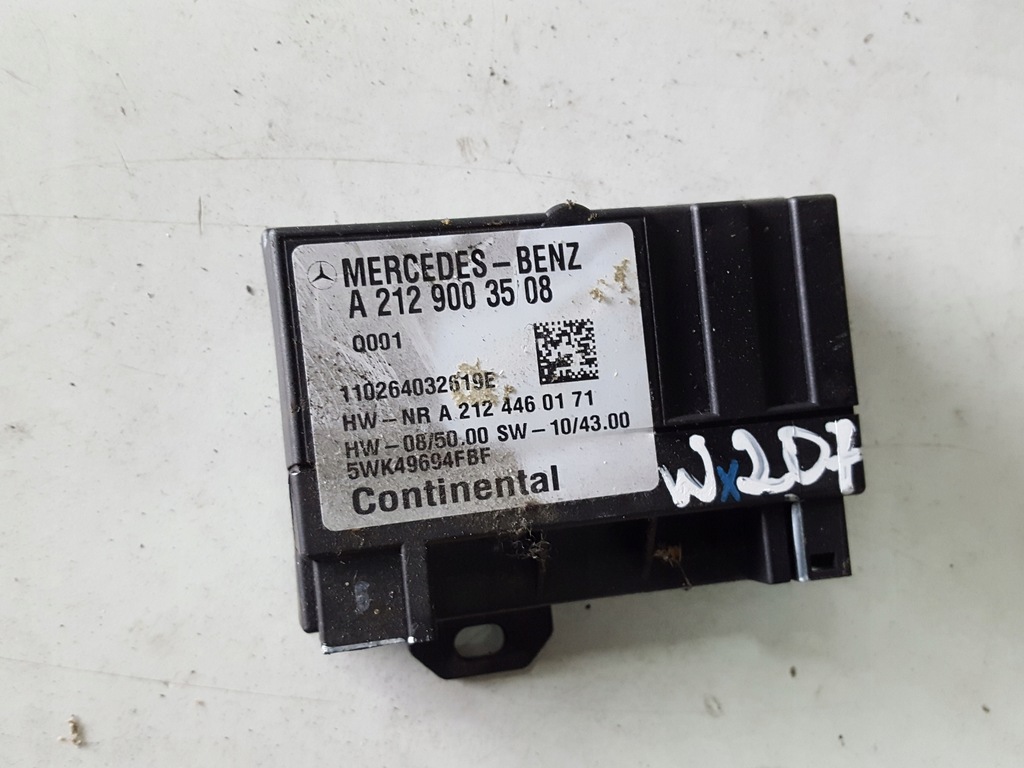 MERCEDES-BENZ
A 212 900 35 08
Q001
110264032619E
HW-NR A 212 446 01 71
HW-08/50.00 SW-10/43.00
5WK49694FBF
Continental